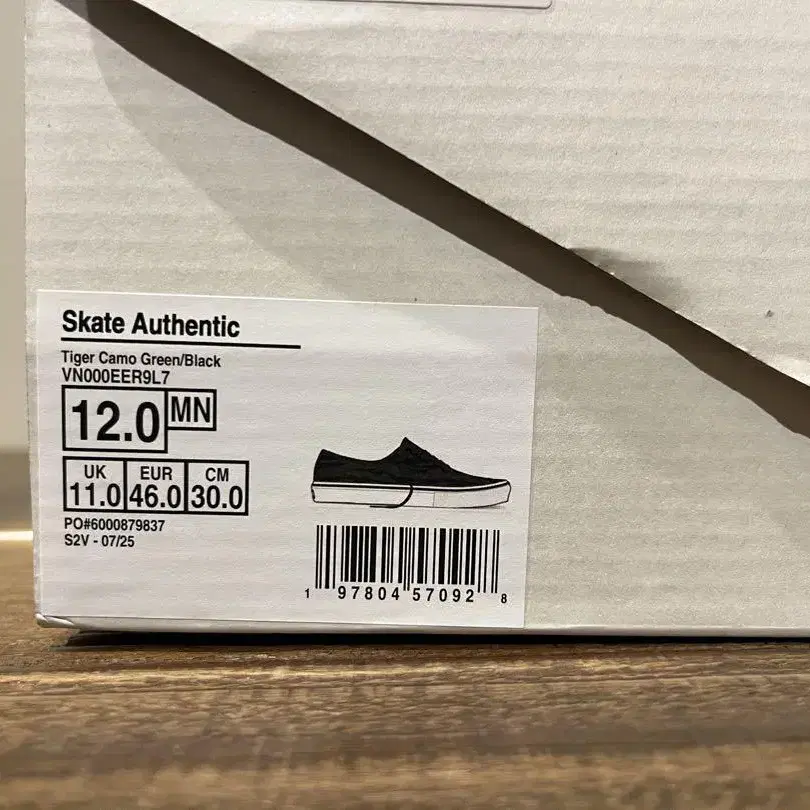 Skate Authentic
Tiger Camo Green/Black
VN000EER9L7
12.0 MN
UK EUR CM
11.0 46.0 30.0
PO#6000879837
S2V - 07/25
1 97804 57092 8